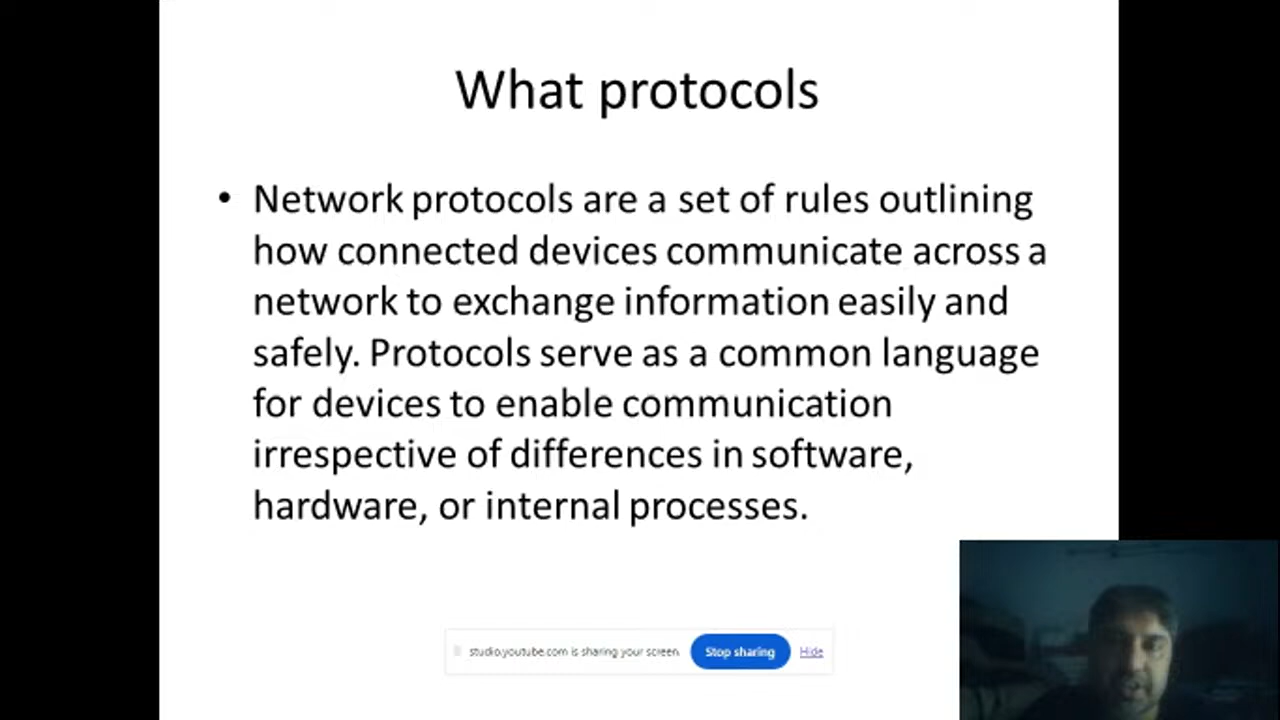 What protocols
• Network protocols are a set of rules outlining
how connected devices communicate across a
network to exchange information easily and
safely. Protocols serve as a common language
for devices to enable communication
irrespective of differences in software,
hardware, or internal processes.
studio.youtube.com is sharing your screen. Stop sharing Hide